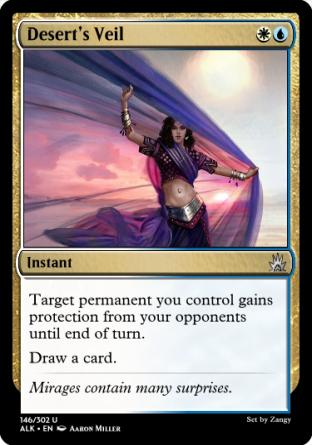 Desert's Veil
Instant
Target permanent you control gains
protection from your opponents
until end of turn.
Draw a card.
Mirages contain many surprises.
146/302 U
Set by Zangy
ALK • EN Aaron Miller